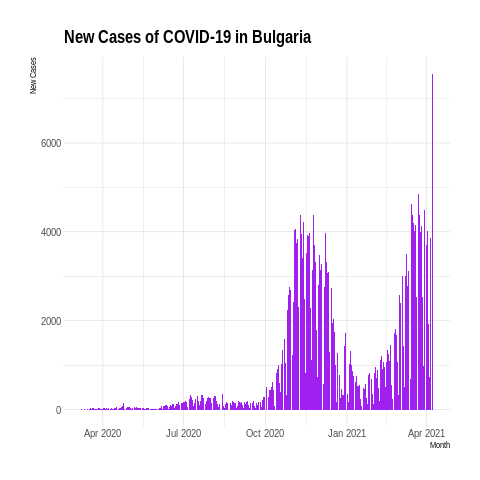 New Cases of COVID-19 in Bulgaria
New Cases
6000
4000
2000
0
Apr 2020 Jul 2020 Oct 2020 Jan 2021 Apr 2021
Month